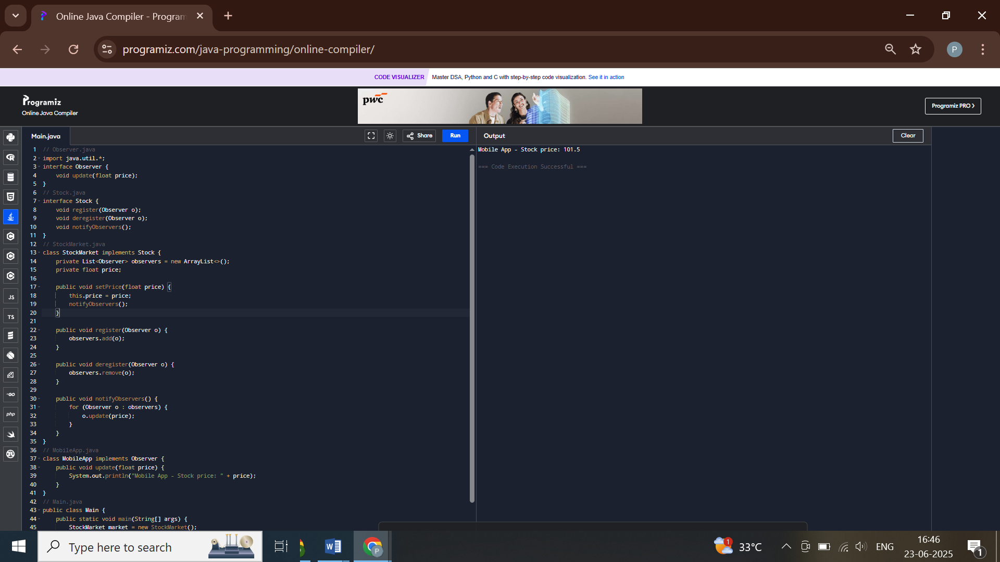 Online Java Compiler - Program
programiz.com/java-programming/online-compiler/
P
CODE VISUALIZER Master DSA, Python and C with step-by-step code visualization. See it in action
Programiz
Online Java Compiler
pwc
Programiz PRO >
Main.java
Share
Run
Output
Clear
1 // Observer.java
2 import java.util.*;
3 interface Observer {
4     void update(float price);
5 }
6 // Stock.java
7 interface Stock {
8     void register(Observer o);
9     void deregister(Observer o);
10     void notifyObservers();
11 }
12 // StockMarket.java
13 class StockMarket implements Stock {
14     private List<Observer> observers = new ArrayList<>();
15     private float price;
16
17     public void setPrice(float price) {
18         this.price = price;
19         notifyObservers();
20     }
21
22     public void register(Observer o) {
23         observers.add(o);
24     }
25
26     public void deregister(Observer o) {
27         observers.remove(o);
28     }
29
30     public void notifyObservers() {
31         for (Observer o : observers) {
32             o.update(price);
33         }
34     }
35 }
36 // MobileApp.java
37 class MobileApp implements Observer {
38     public void update(float price) {
39         System.out.println("Mobile App - Stock price: " + price);
40     }
41 }
42 // Main.java
43 public class Main {
44     public static void main(String[] args) {
45         StockMarket market = new StockMarket();
Mobile App - Stock price: 101.5
=== Code Execution Successful ===
JS
TS
GO
php
Type here to search
W
P
1
33°C
ENG
16:46
23-06-2025
1